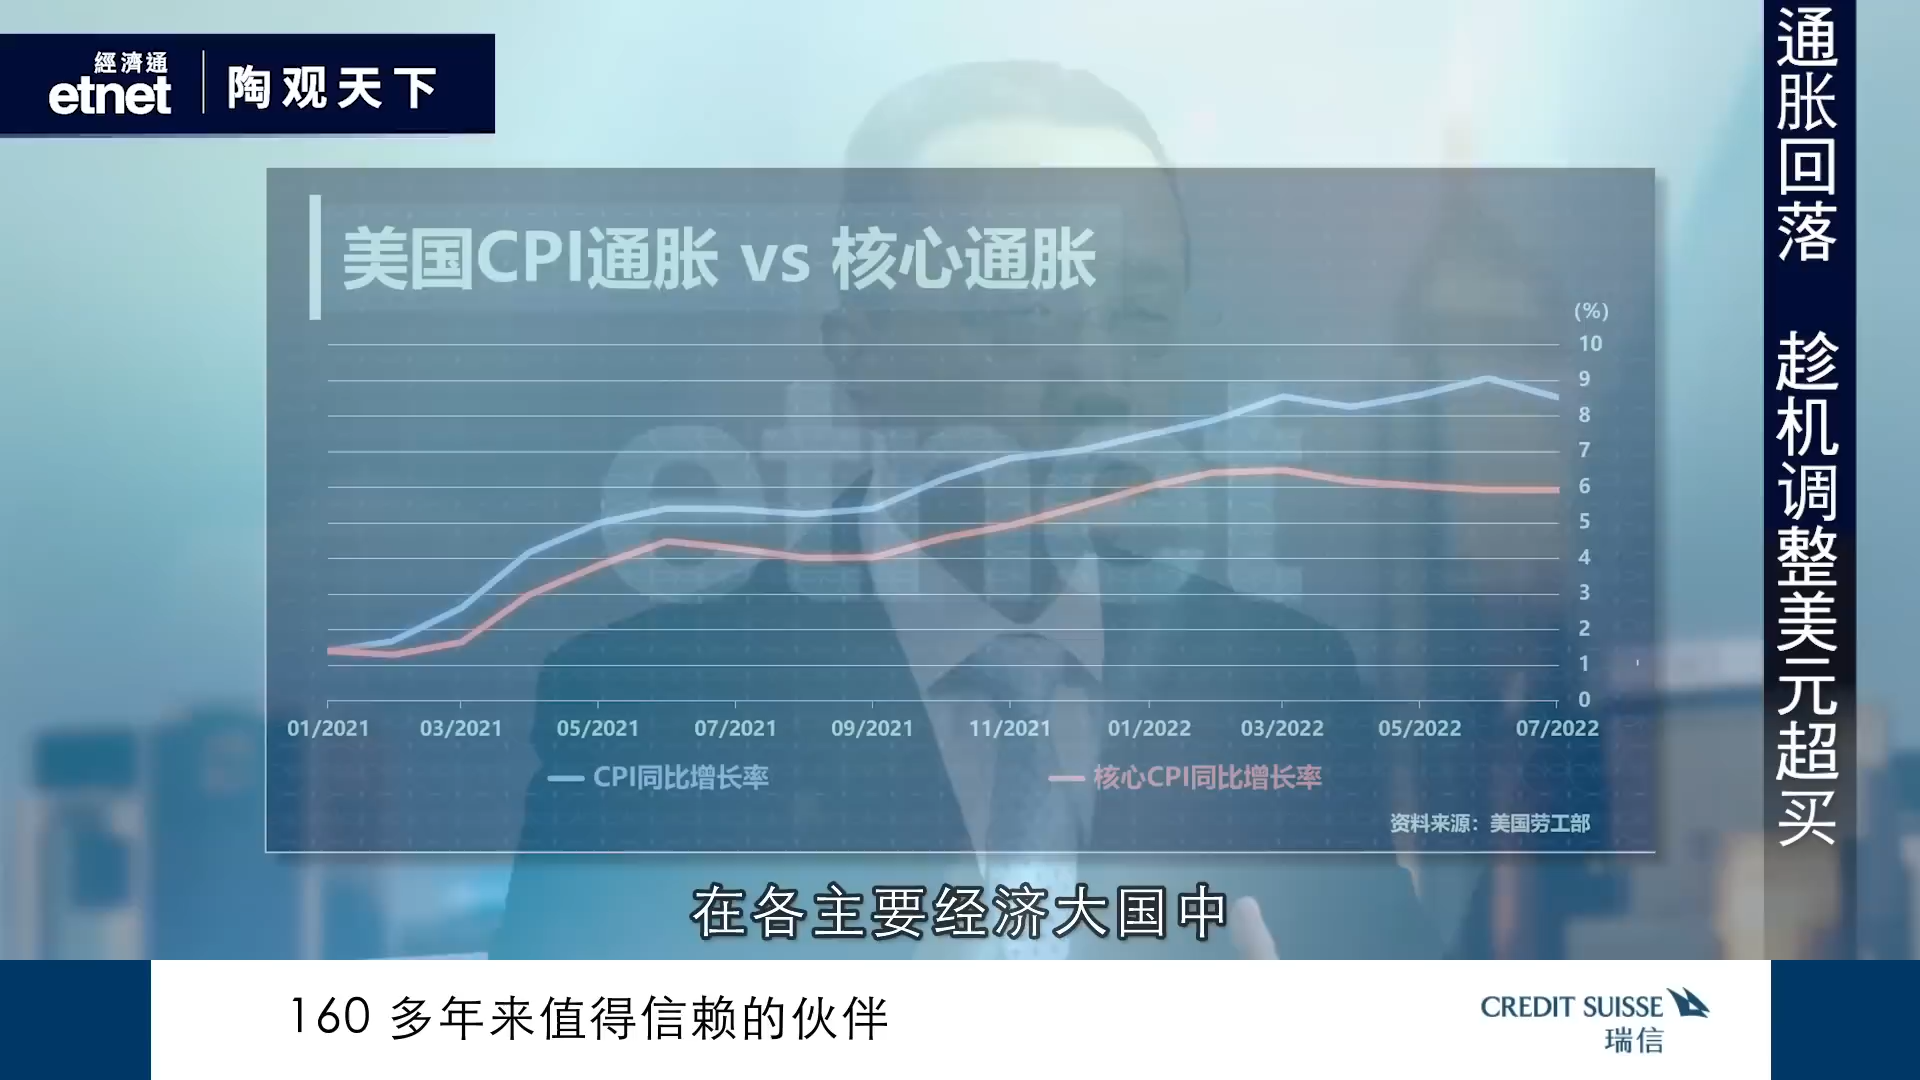 經濟通
etnet
陶观天下
通胀回落 趁机调整美元超买
美国CPI通胀 vs 核心通胀
(%)
10
9
8
7
6
5
4
3
2
1
0
01/2021 03/2021 05/2021 07/2021 09/2021 11/2021 01/2022 03/2022 05/2022 07/2022
CPI同比增长率 核心CPI同比增长率
资料来源：美国劳工部
etnet
在各主要经济大国中
160 多年来值得信赖的伙伴
CREDIT SUISSE
瑞信